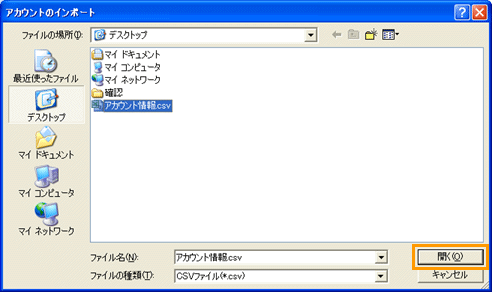 アカウントのインポート
ファイルの場所(I):
デスクトップ
マイ ドキュメント
マイ コンピュータ
マイ ネットワーク
確認
アカウント情報.csv
最近使ったファイル
デスクトップ
マイ ドキュメント
マイ コンピュータ
マイ ネットワーク
ファイル名(N):
アカウント情報.csv
開く(O)
ファイルの種類(T):
CSVファイル(*.csv)
キャンセル